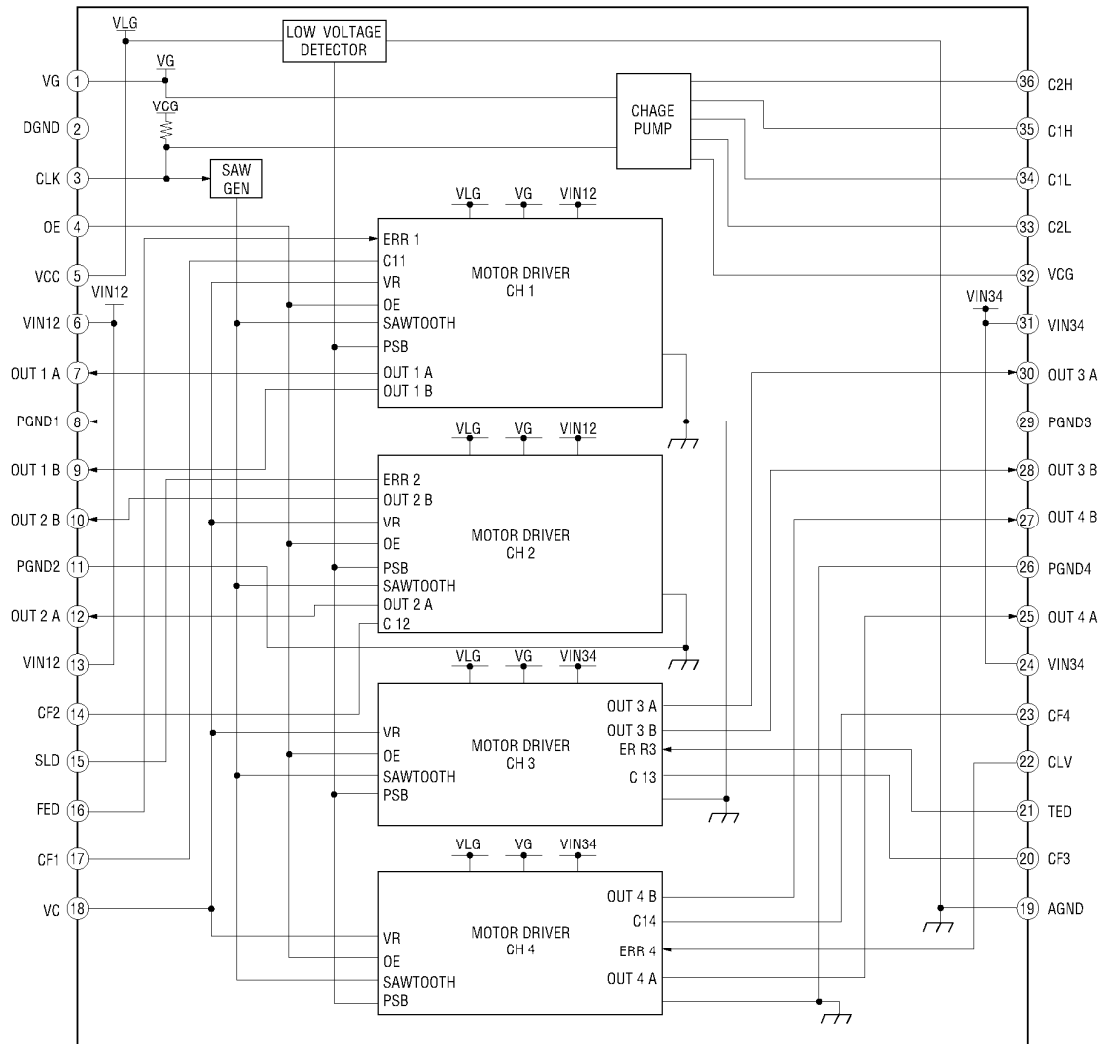 VLG
LOW VOLTAGE
DETECTOR
VG
VCG
SAW
GEN
CHAGE
PUMP
VG 1
DGND 2
CLK 3
OE 4
VCC 5
VIN12
VIN12 6
OUT 1 A 7
PGND1 8
OUT 1 B 9
OUT 2 B 10
PGND2 11
OUT 2 A 12
VIN12 13
CF2 14
SLD 15
FED 16
CF1 17
VC 18
VLG VG VIN12
ERR 1
C11
VR
OE
SAWTOOTH
PSB
OUT 1 A
OUT 1 B
MOTOR DRIVER
CH 1
VLG VG VIN12
ERR 2
OUT 2 B
VR
OE
PSB
SAWTOOTH
OUT 2 A
C 12
MOTOR DRIVER
CH 2
VLG VG VIN34
VR
OE
SAWTOOTH
PSB
MOTOR DRIVER
CH 3
OUT 3 A
OUT 3 B
ER R3
C 13
VLG VG VIN34
VR
OE
SAWTOOTH
PSB
MOTOR DRIVER
CH 4
OUT 4 B
C14
ERR 4
OUT 4 A
36 C2H
35 C1H
34 C1L
33 C2L
32 VCG
VIN34
31 VIN34
30 OUT 3 A
29 PGND3
28 OUT 3 B
27 OUT 4 B
26 PGND4
25 OUT 4 A
24 VIN34
23 CF4
22 CLV
21 TED
20 CF3
19 AGND